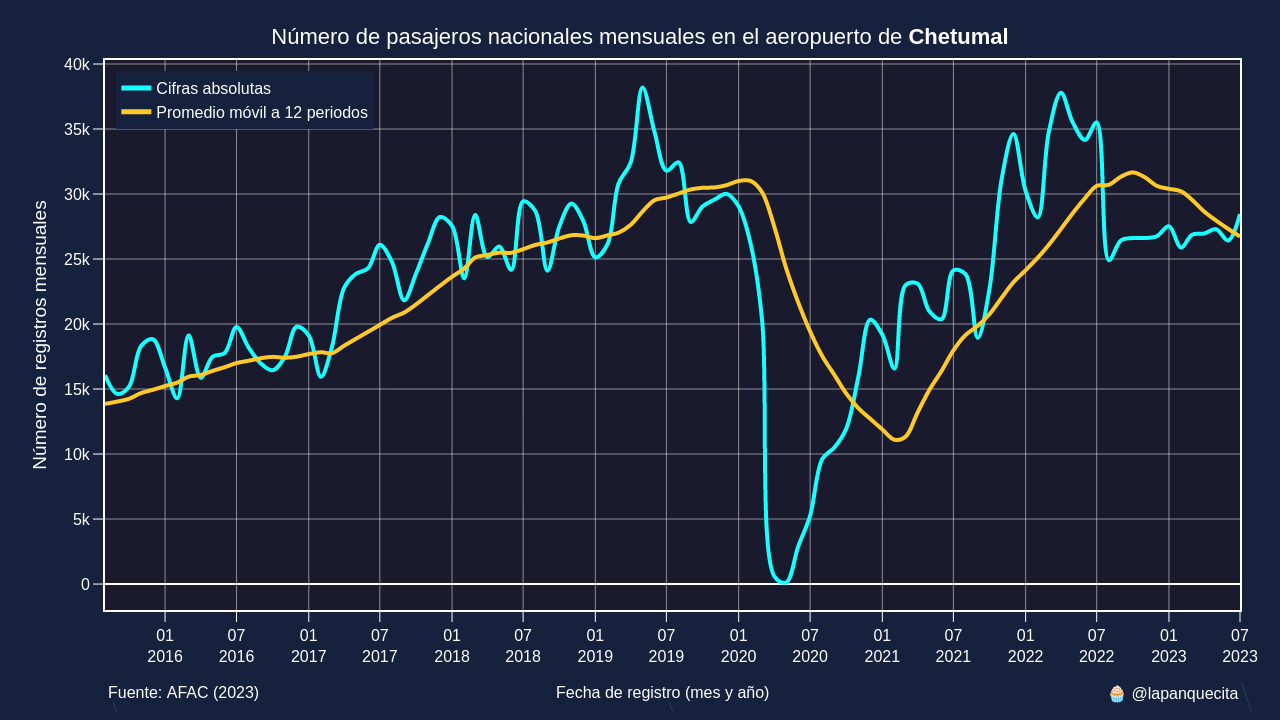 Número de pasajeros nacionales mensuales en el aeropuerto de Chetumal
Cifras absolutas
Promedio móvil a 12 periodos
Número de registros mensuales
40k
35k
30k
25k
20k
15k
10k
5k
0
01 07 01 07 01 07 01 07 01 07 01 07 01 07 01 07
2016 2016 2017 2017 2018 2018 2019 2019 2020 2020 2021 2021 2022 2022 2023 2023
Fuente: AFAC (2023)
Fecha de registro (mes y año)
🧁 @lapanquecita